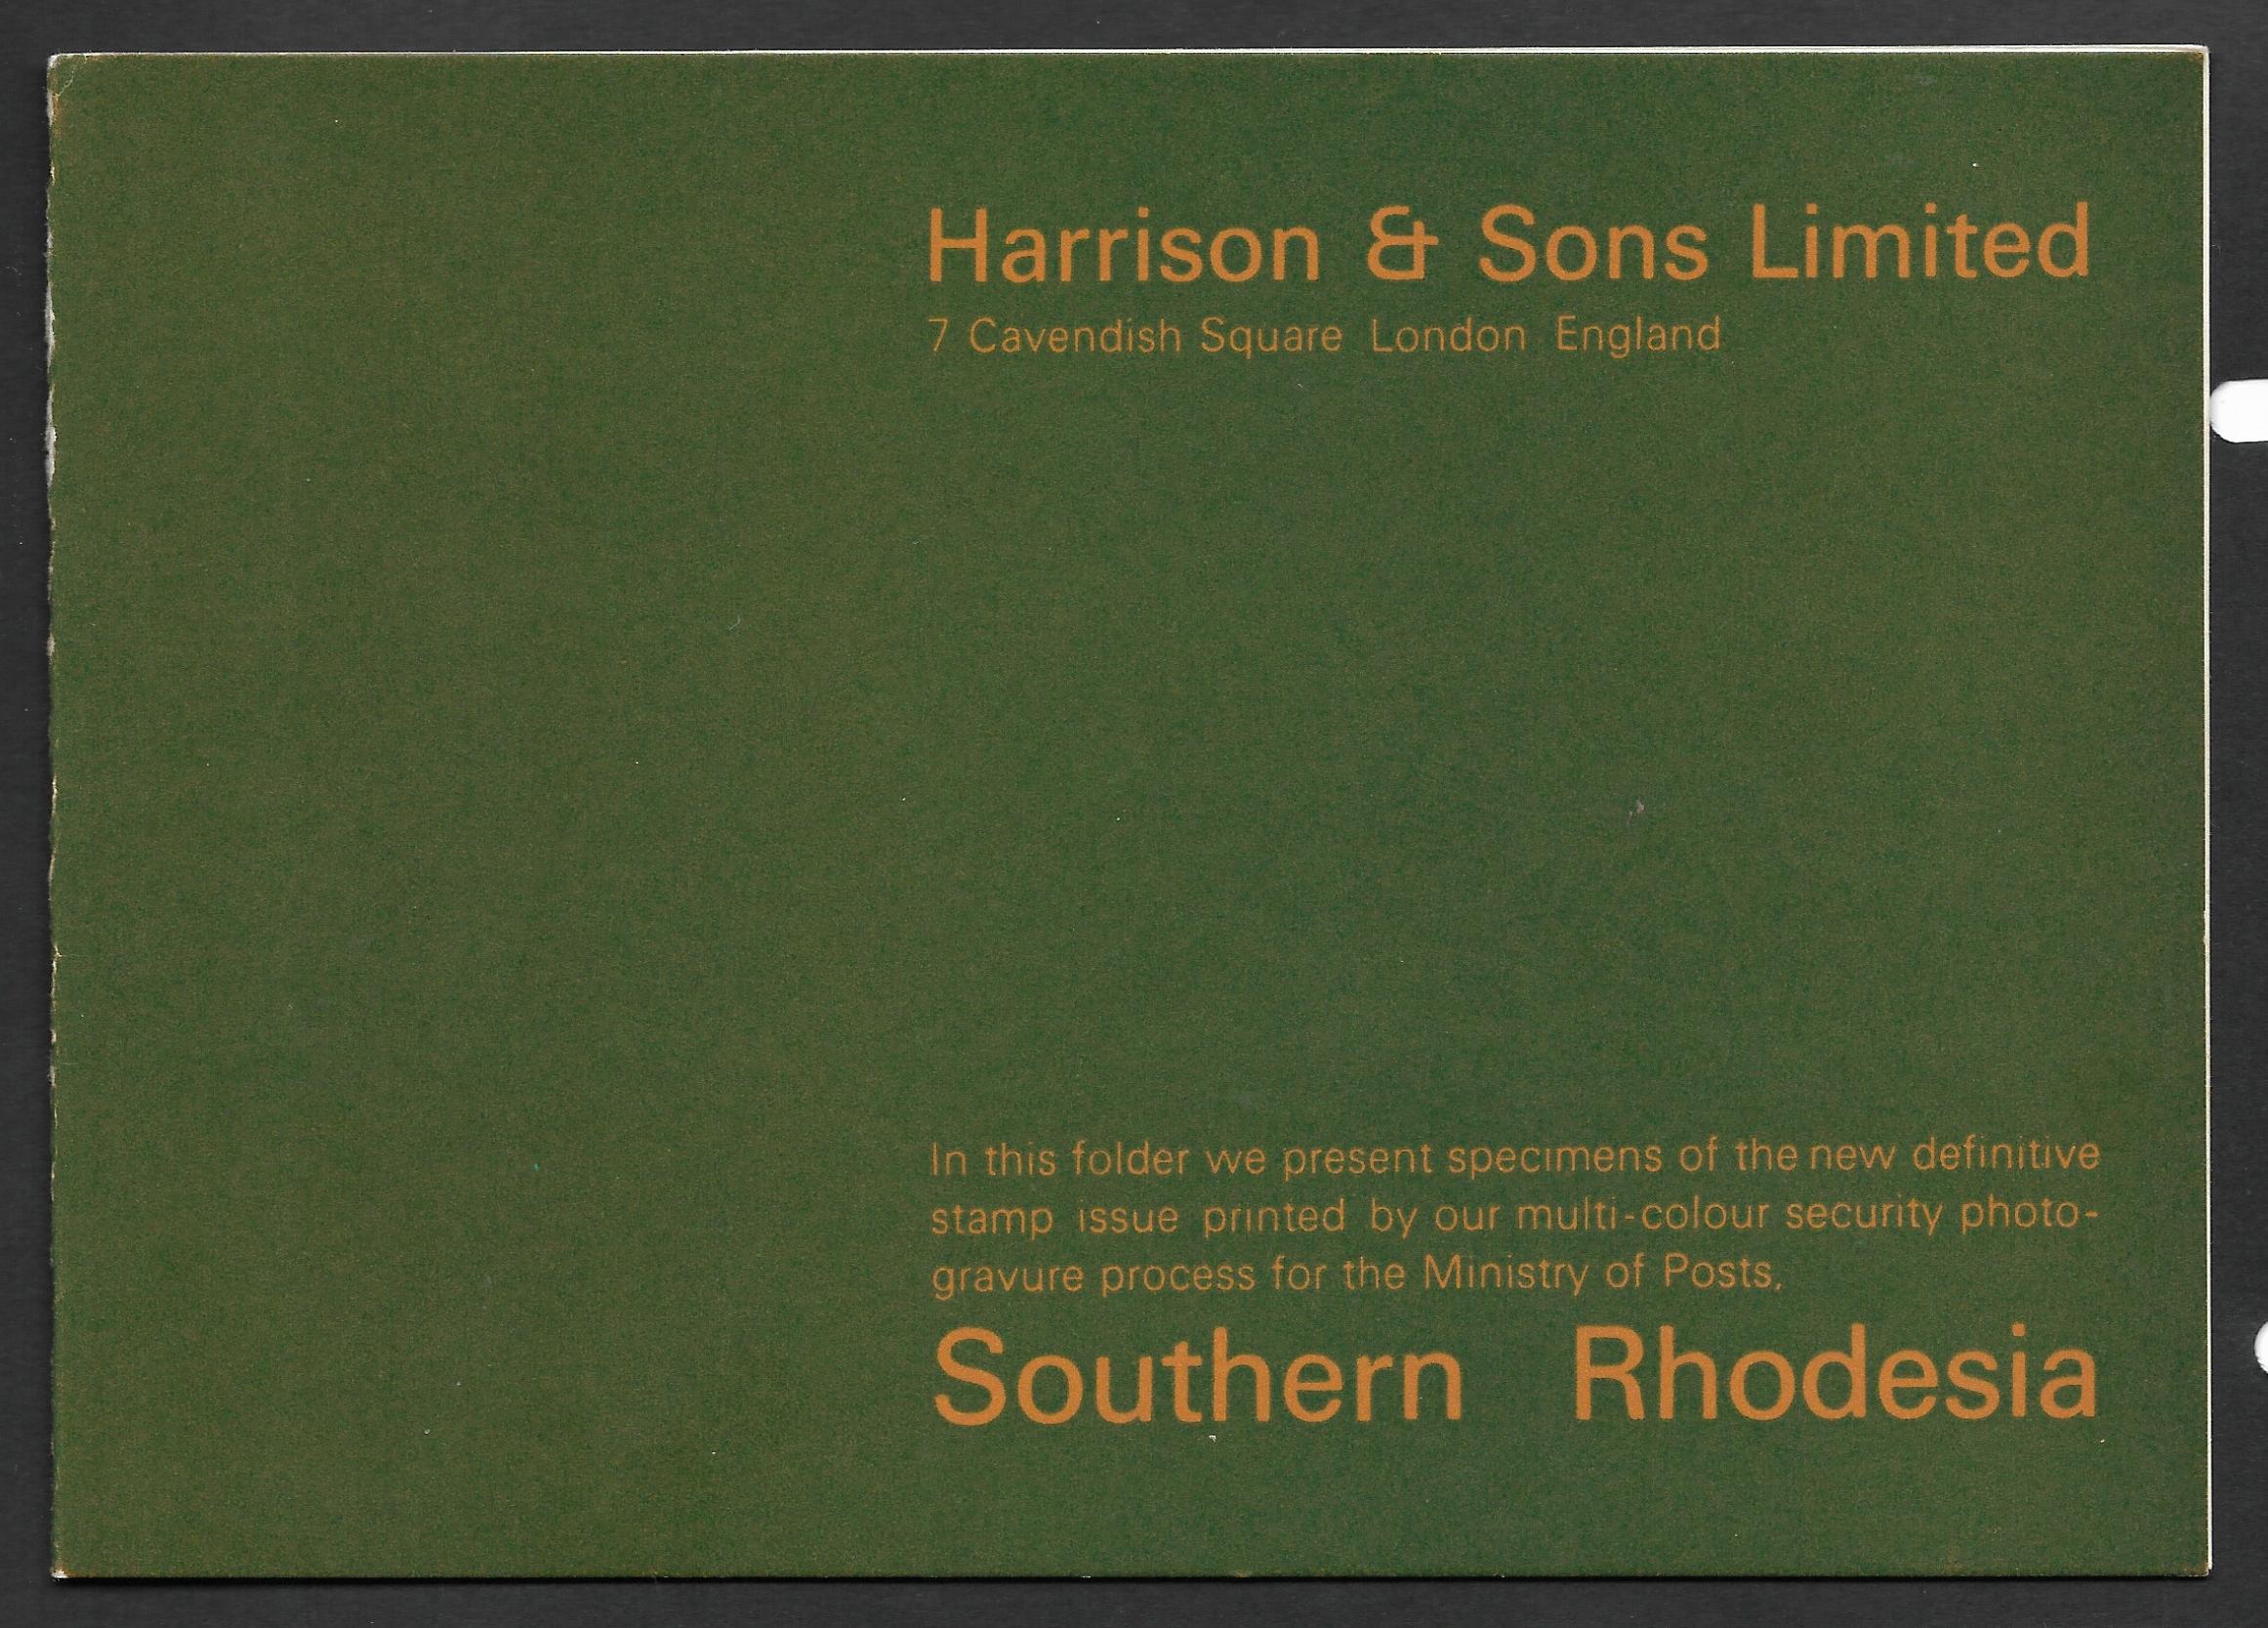 Harrison & Sons Limited
7 Cavendish Square London England
In this folder we present specimens of the new definitive
stamp issue printed by our multi-colour security photo-
gravure process for the Ministry of Posts,
Southern Rhodesia